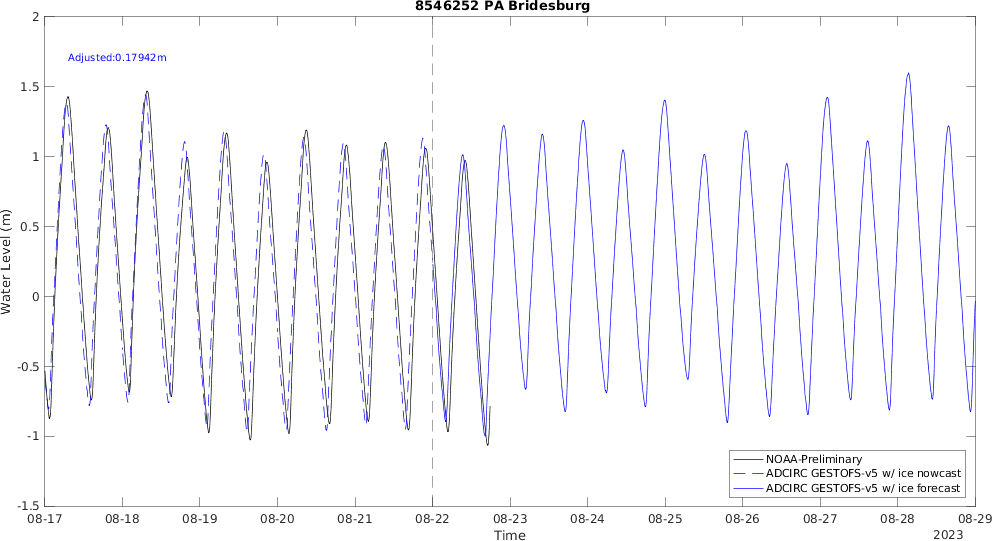 8546252 PA Bridesburg
Adjusted:0.17942m
2
1.5
1
0.5
0
-0.5
-1
-1.5
Water Level (m)
NOAA-Preliminary
ADCIRC GESTOFS-v5 w/ ice nowcast
ADCIRC GESTOFS-v5 w/ ice forecast
08-17 08-18 08-19 08-20 08-21 08-22 08-23 08-24 08-25 08-26 08-27 08-28 08-29
Time
2023